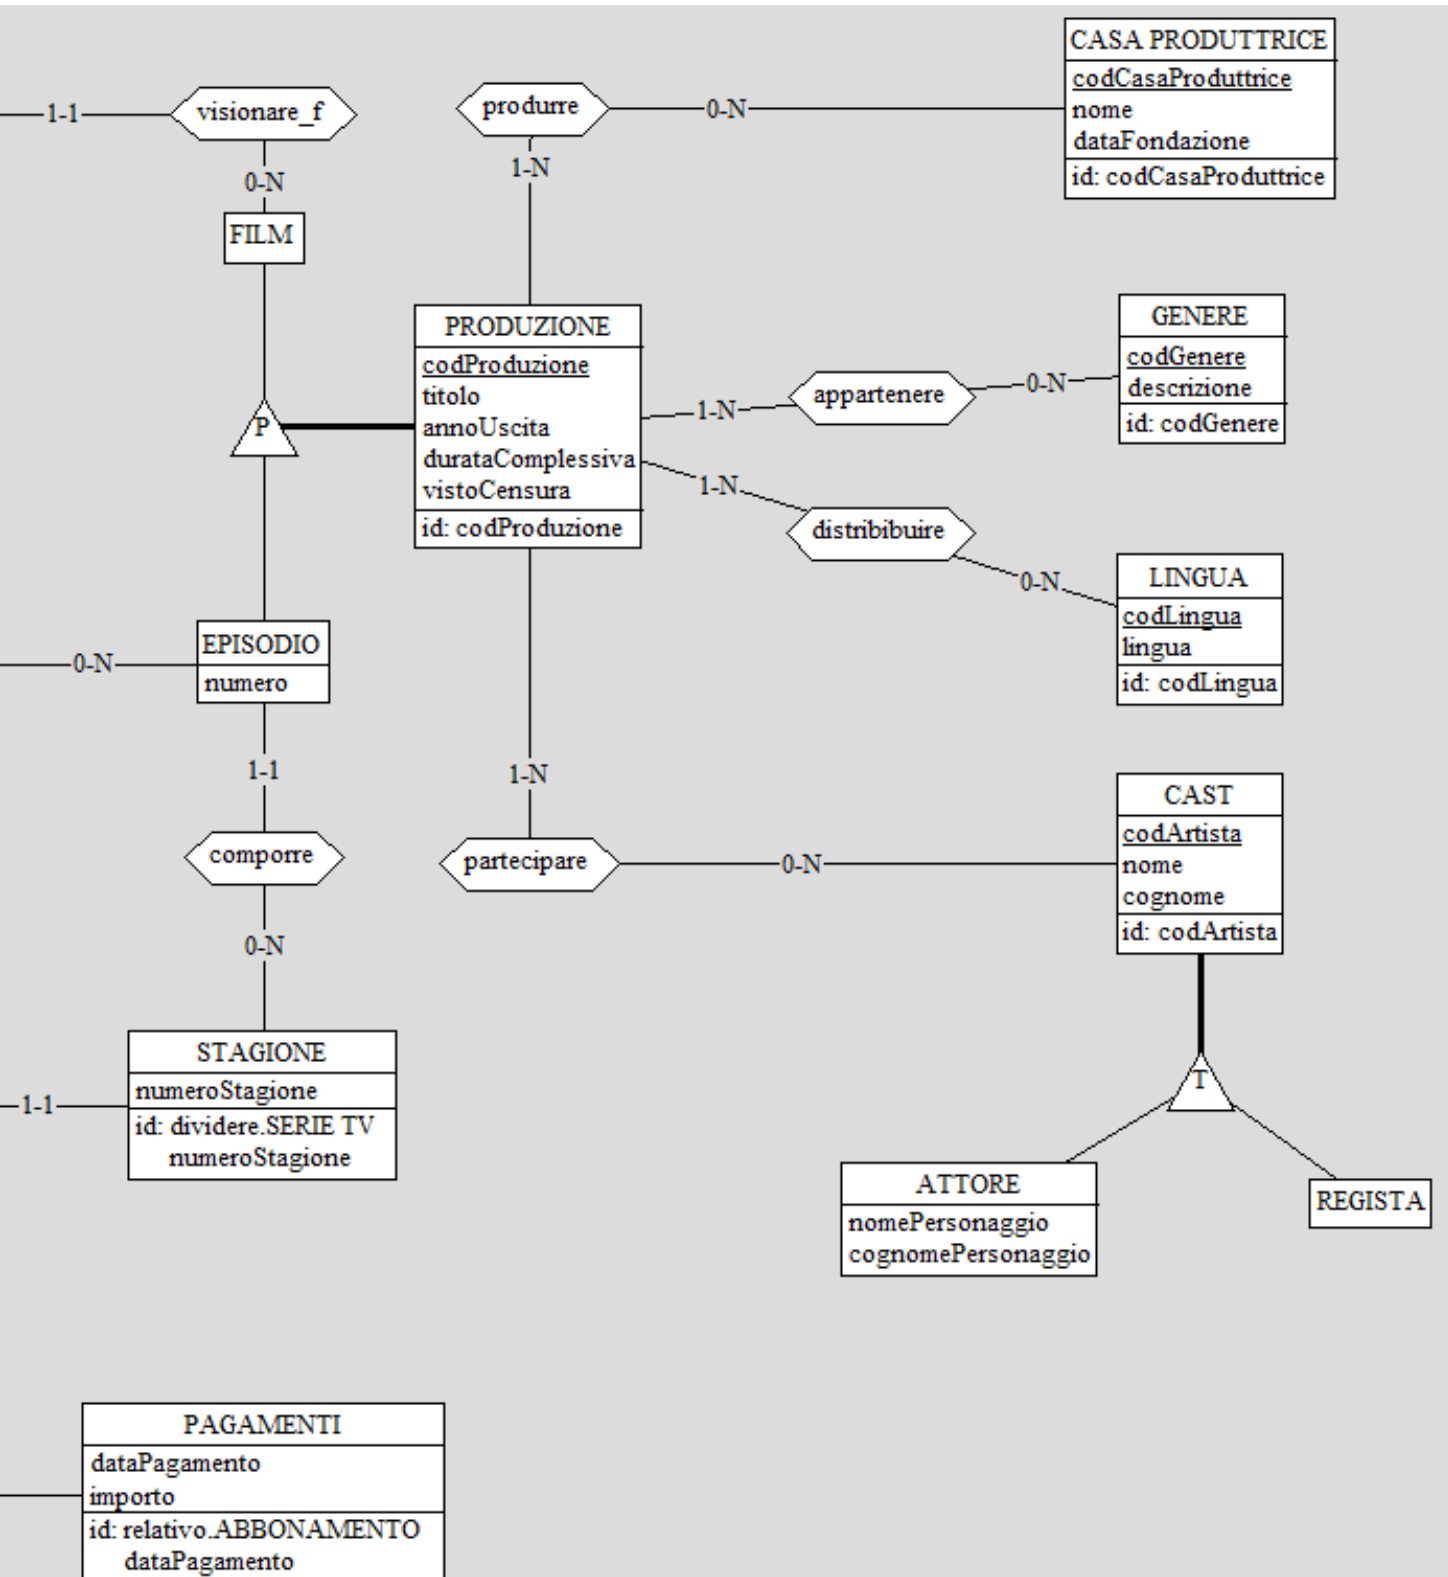 CASA PRODUTTRICE
codCasaProduttrice
nome
dataFondazione
id: codCasaProduttrice
1-1
visionare_f
produrre
0-N
1-N
0-N
FILM
PRODUZIONE
codProduzione
titolo
annoUscita
durataComplessiva
vistoCensura
id: codProduzione
GENERE
codGenere
descrizione
id: codGenere
1-N
appartenere
0-N
P
1-N
distribibuire
0-N
LINGUA
codLingua
lingua
id: codLingua
0-N
EPISODIO
numero
1-1
1-N
comporre
partecipare
0-N
CAST
codArtista
nome
cognome
id: codArtista
0-N
STAGIONE
numeroStagione
id: dividere.SERIE TV
numeroStagione
1-1
T
ATTORE
nomePersonaggio
cognomePersonaggio
REGISTA
PAGAMENTI
dataPagamento
importo
id: relativo.ABBONAMENTO
dataPagamento